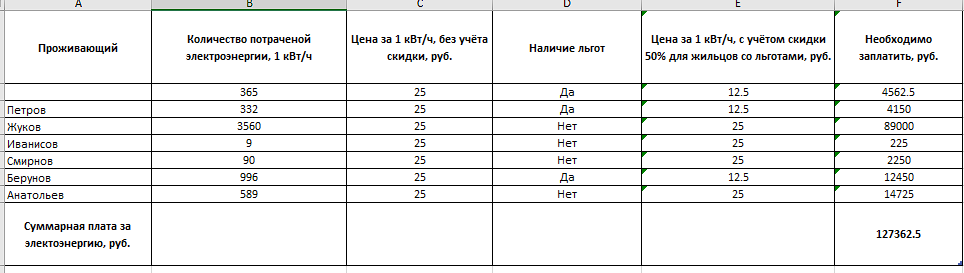 A B C D E F
Проживающий
Количество потраченой
электроэнергии, 1 кВт/ч
Цена за 1 кВт/ч, без учёта
скидки, руб.
Наличие льгот
Цена за 1 кВт/ч, с учётом скидки
50% для жильцов со льготами, руб.
Необходимо
заплатить, руб.
365 25 Да 12.5 4562.5
Петров 332 25 Да 12.5 4150
Жуков 3560 25 Нет 25 89000
Иванисов 9 25 Нет 25 225
Смирнов 90 25 Нет 25 2250
Берунов 996 25 Да 12.5 12450
Анатольев 589 25 Нет 25 14725
Суммарная плата за
электоэнергию, руб.
127362.5